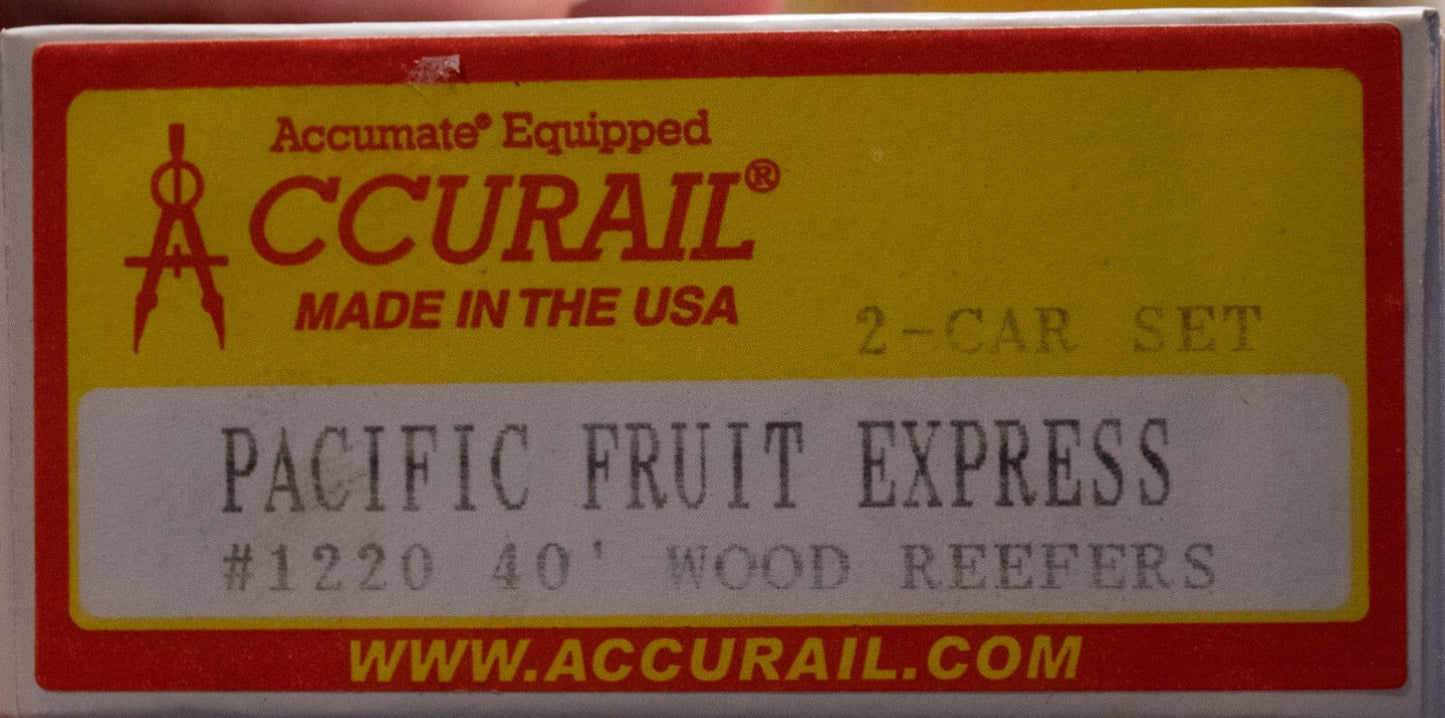 Accumate® Equipped
ACCURAIL®
MADE IN THE USA
2-CAR SET
PACIFIC FRUIT EXPRESS
#1220 40' WOOD REEFERS
WWW.ACCURAIL.COM